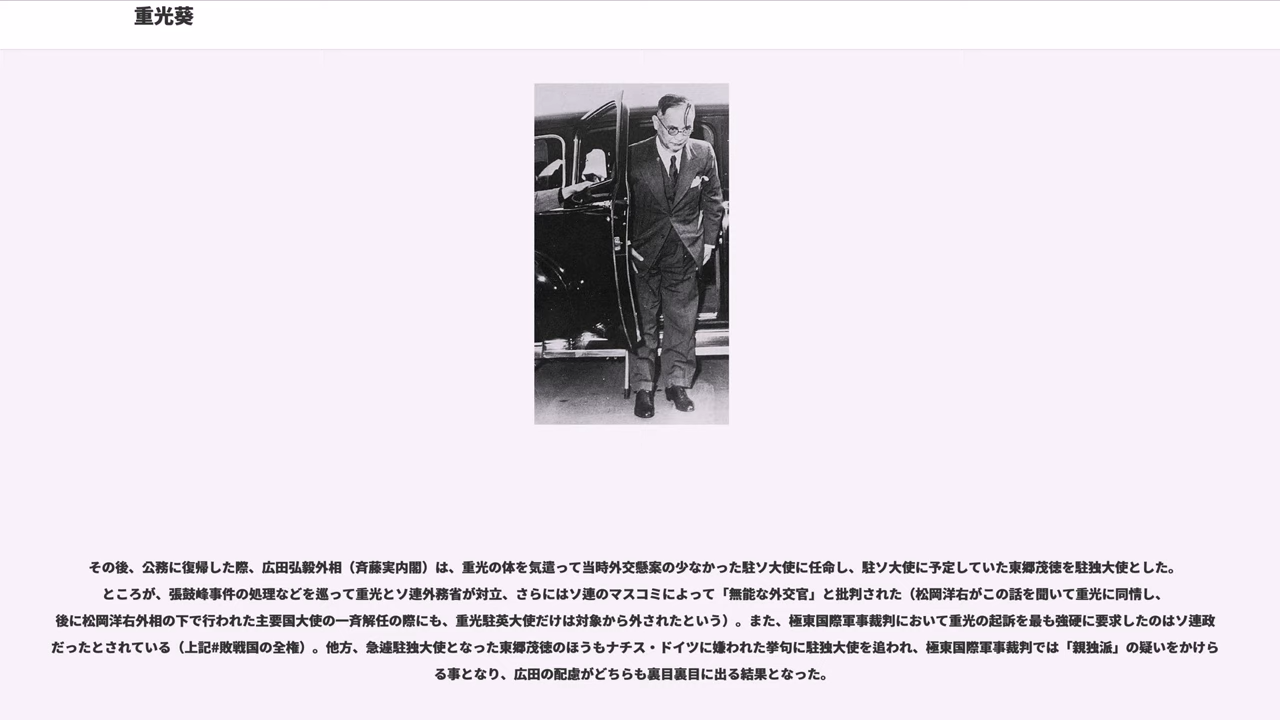 重光葵
その後、公務に復帰した際、広田弘毅外相（斉藤実内閣）は、重光の体を気遣って当時外交懸案の少なかった駐ソ大使に任命し、駐ソ大使に予定していた東郷茂徳を駐独大使とした。
ところが、張鼓峰事件の処理などを巡って重光とソ連外務省が対立、さらにはソ連のマスコミによって「無能な外交官」と批判された（松岡洋右がこの話を聞いて重光に同情し、
後に松岡洋右外相の下で行われた主要国大使の一斉解任の際にも、重光駐英大使だけは対象から外されたという）。また、極東国際軍事裁判において重光の起訴を最も強硬に要求したのはソ連政
だったとされている（上記#敗戦国の全権）。他方、急遽駐独大使となった東郷茂徳のほうもナチス・ドイツに嫌われた挙句に駐独大使を追われ、極東国際軍事裁判では「親独派」の疑いをかけら
る事となり、広田の配慮がどちらも裏目裏目に出る結果となった。